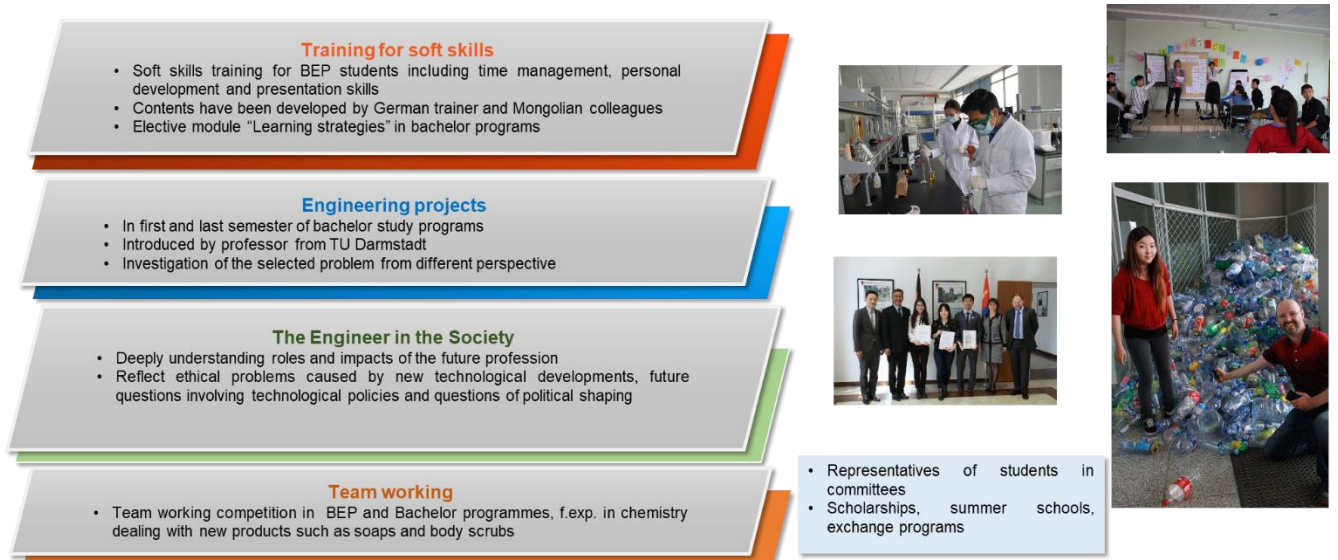 Training for soft skills
• Soft skills training for BEP students including time management, personal
development and presentation skills
• Contents have been developed by German trainer and Mongolian colleagues
• Elective module “Learning strategies” in bachelor programs
Engineering projects
• In first and last semester of bachelor study programs
• Introduced by professor from TU Darmstadt
• Investigation of the selected problem from different perspective
The Engineer in the Society
• Deeply understanding roles and impacts of the future profession
• Reflect ethical problems caused by new technological developments, future
questions involving technological policies and questions of political shaping
Team working
• Team working competition in BEP and Bachelor programmes, f.exp. in chemistry
dealing with new products such as soaps and body scrubs
• Representatives of students in
committees
• Scholarships, summer schools,
exchange programs